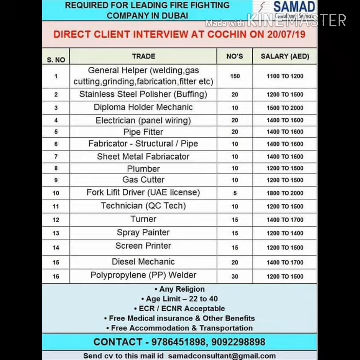 REQUIRED FOR LEADING FIRE FIGHTING
COMPANY IN DUBAI
SAMAD
Made with KINEMASTER
DIRECT CLIENT INTERVIEW AT COCHIN ON 20/07/19
S. NO TRADE NO'S SALARY (AED)
1 General Helper (welding,gas cutting,grinding,fabrication,fitter etc) 150 1100 TO 1200
2 Stainless Steel Polisher (Buffing) 20 1200 TO 1500
3 Diploma Holder Mechanic 10 1500 TO 2000
4 Electrician (panel wiring) 20 1400 TO 1600
5 Pipe Fitter 20 1400 TO 1600
6 Fabricator - Structural / Pipe 10 1400 TO 1600
7 Sheet Metal Fabriacator 10 1400 TO 1600
8 Plumber 10 1200 TO 1500
9 Gas Cutter 10 1200 TO 1500
10 Fork Lifit Driver (UAE license) 5 1800 TO 2000
11 Technician (QC Tech) 10 1200 TO 1500
12 Turner 15 1400 TO 1700
13 Spray Painter 15 1200 TO 1400
14 Screen Printer 15 1200 TO 1500
15 Diesel Mechanic 20 1400 TO 1700
16 Polypropylene (PP) Welder 30 1200 TO 1500
• Any Religion
• Age Limit - 22 to 40
• ECR / ECNR Acceptable
• Free Medical insurance & Other Benefits
• Free Accommodation & Transportation
CONTACT - 9786451898, 9092298898
Send cv to this mail id samadconsultant@gmail.com